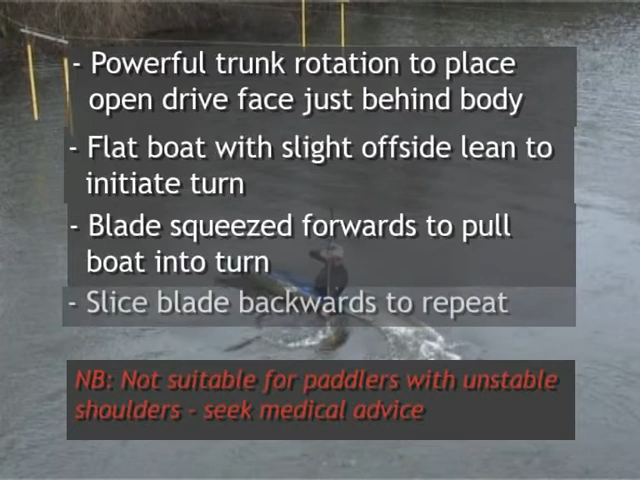 - Powerful trunk rotation to place
open drive face just behind body
- Flat boat with slight offside lean to
initiate turn
- Blade squeezed forwards to pull
boat into turn
- Slice blade backwards to repeat
NB: Not suitable for paddlers with unstable
shoulders - seek medical advice